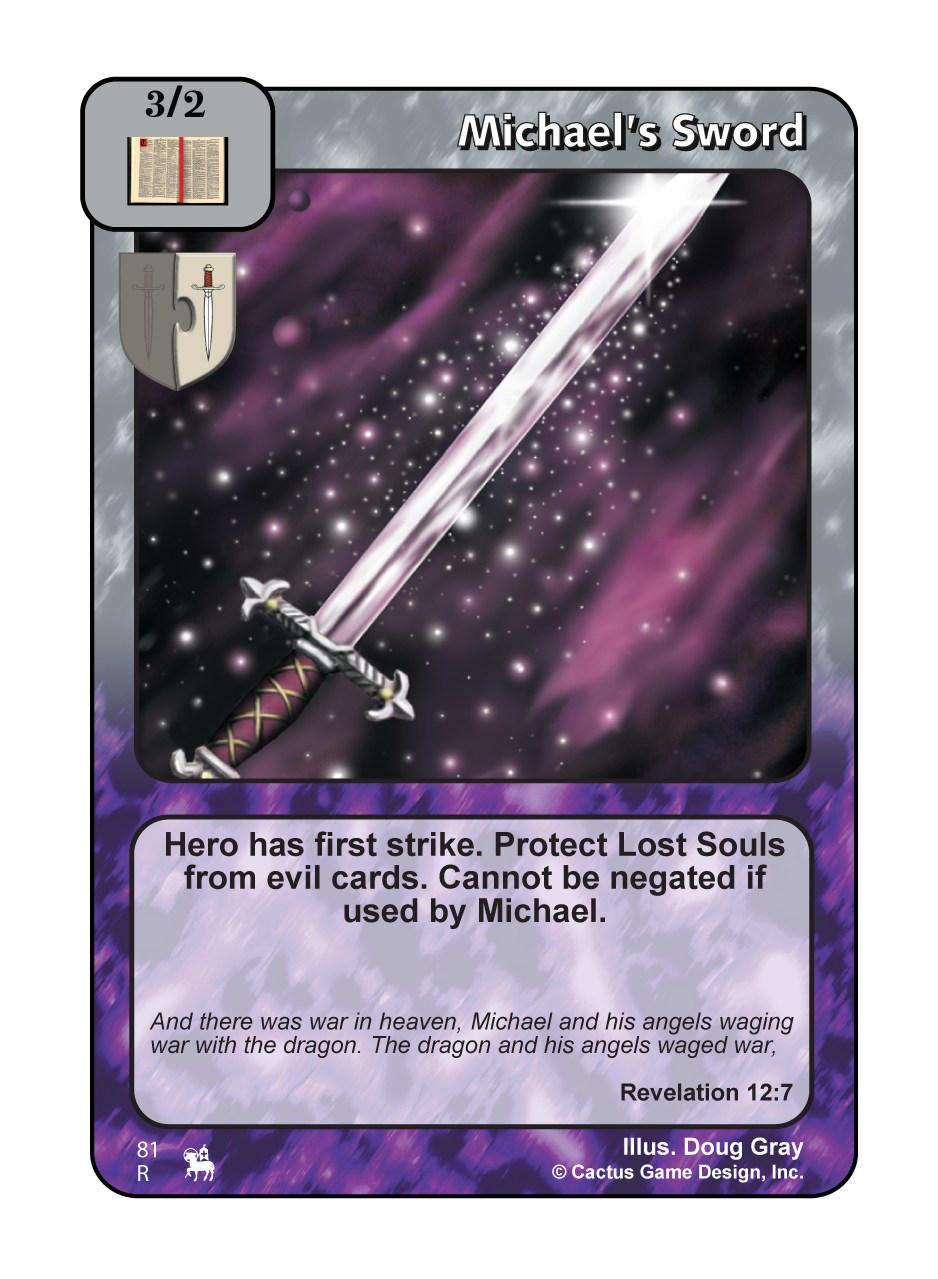 3/2
Michael's Sword
Hero has first strike. Protect Lost Souls
from evil cards. Cannot be negated if
used by Michael.
And there was war in heaven, Michael and his angels waging
war with the dragon. The dragon and his angels waged war,
Revelation 12:7
81
R
Illus. Doug Gray
© Cactus Game Design, Inc.